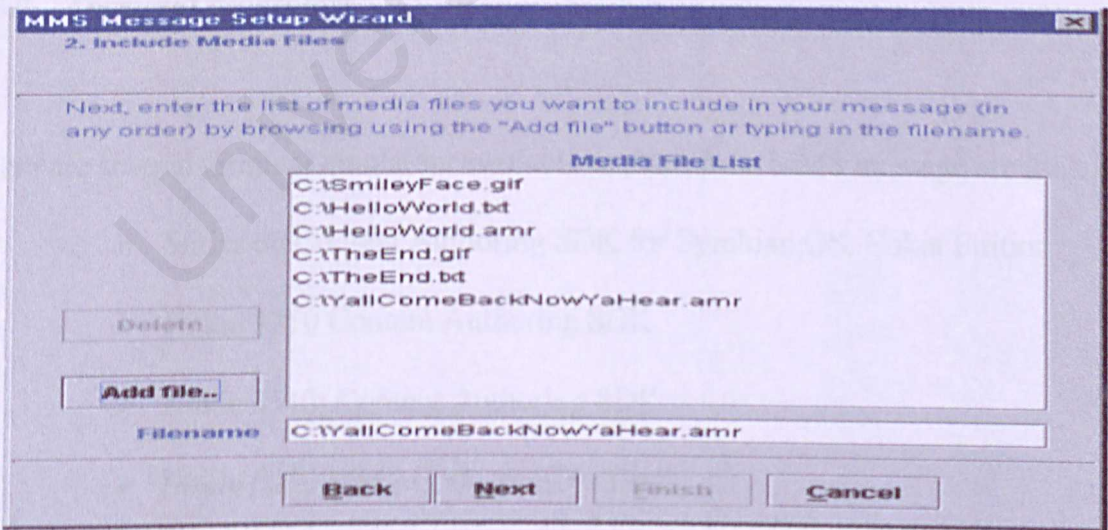 MMS Message Setup Wizard
2. Include Media Files
Next, enter the list of media files you want to include in your message (in
any order) by browsing using the "Add file" button or typing in the filename.
Media File List
C:\SmileyFace.gif
C:\HelloWorld.txt
C:\HelloWorld.amr
C:\TheEnd.gif
C:\TheEnd.txt
C:\YallComeBackNowYaHear.amr
Delete
Add file..
Filename
C:\YallComeBackNowYaHear.amr
Back
Next
Finish
Cancel